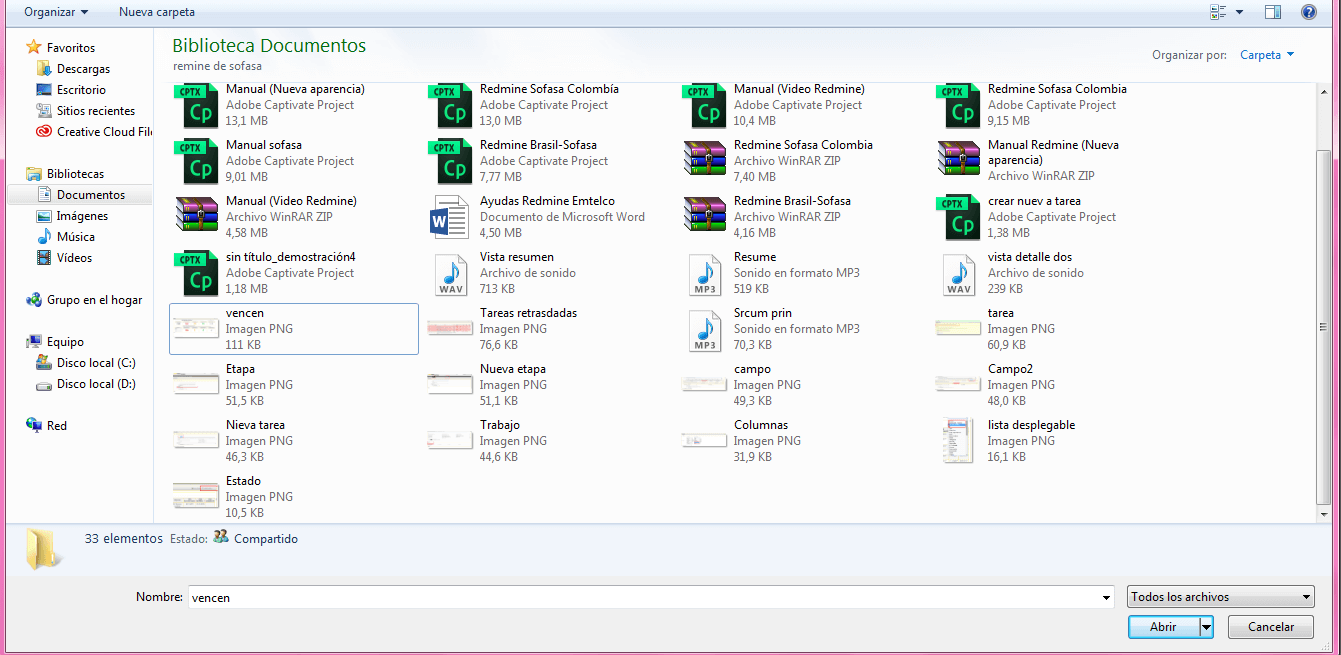 Organizar
Nueva carpeta
Favoritos
Descargas
Escritorio
Sitios recientes
Creative Cloud File
Bibliotecas
Documentos
Imágenes
Música
Vídeos
Grupo en el hogar
Equipo
Disco local (C:)
Disco local (D:)
Red
Biblioteca Documentos
remine de sofasa
Organizar por: Carpeta
CPTX
Cp
Manual (Nueva aparencia)
Adobe Captivate Project
13,1 MB
CPTX
Cp
Redmine Sofasa Colombía
Adobe Captivate Project
13,0 MB
CPTX
Cp
Manual (Video Redmine)
Adobe Captivate Project
10,4 MB
CPTX
Cp
Redmine Sofasa Colombia
Adobe Captivate Project
9,15 MB
CPTX
Cp
Manual sofasa
Adobe Captivate Project
9,01 MB
CPTX
Cp
Redmine Brasil-Sofasa
Adobe Captivate Project
7,77 MB
Redmine Sofasa Colombia
Archivo WinRAR ZIP
7,40 MB
Manual Redmine (Nueva
aparencia)
Archivo WinRAR ZIP
Manual (Video Redmine)
Archivo WinRAR ZIP
4,58 MB
W
Ayudas Redmine Emtelco
Documento de Microsoft Word
4,50 MB
Redmine Brasil-Sofasa
Archivo WinRAR ZIP
4,16 MB
CPTX
Cp
crear nuev a tarea
Adobe Captivate Project
1,38 MB
CPTX
Cp
sin título_demostración4
Adobe Captivate Project
1,18 MB
WAV
Vista resumen
Archivo de sonido
713 KB
MP3
Resume
Sonido en formato MP3
519 KB
WAV
vista detalle dos
Archivo de sonido
239 KB
vencen
Imagen PNG
111 KB
Tareas retrasdadas
Imagen PNG
76,6 KB
MP3
Srcum prin
Sonido en formato MP3
70,3 KB
tarea
Imagen PNG
60,9 KB
Etapa
Imagen PNG
51,5 KB
Nueva etapa
Imagen PNG
51,1 KB
campo
Imagen PNG
49,3 KB
Campo2
Imagen PNG
48,0 KB
Nieva tarea
Imagen PNG
46,3 KB
Trabajo
Imagen PNG
44,6 KB
Columnas
Imagen PNG
31,9 KB
lista desplegable
Imagen PNG
16,1 KB
Estado
Imagen PNG
10,5 KB
33 elementos Estado: Compartido
Nombre: vencen
Todos los archivos
Abrir
Cancelar